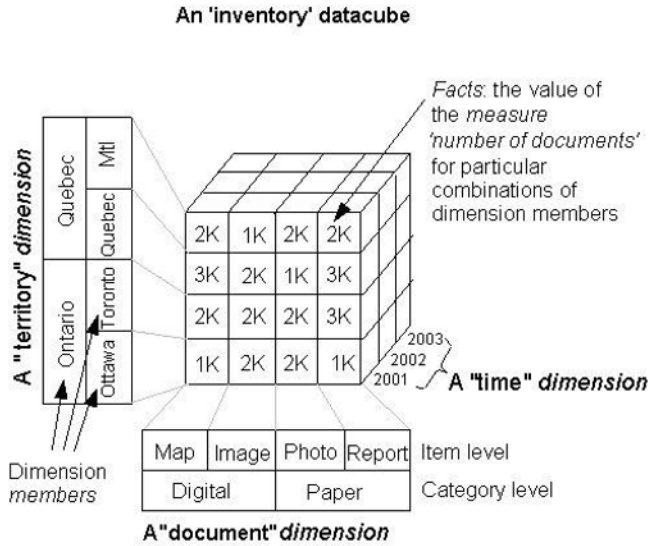 An 'inventory' datacube
Facts: the value of
the measure
'number of documents'
for particular
combinations of
dimension members
A "territory" dimension
Quebec
Ontario
Mtl
Quebec
Toronto
Ottawa
2K 1K 2K 2K
3K 2K 1K 3K
2K 2K 2K 3K
1K 2K 2K 1K
2003
2002
2001
A "time" dimension
Map Image Photo Report Item level
Digital Paper Category level
Dimension
members
A"document" dimension